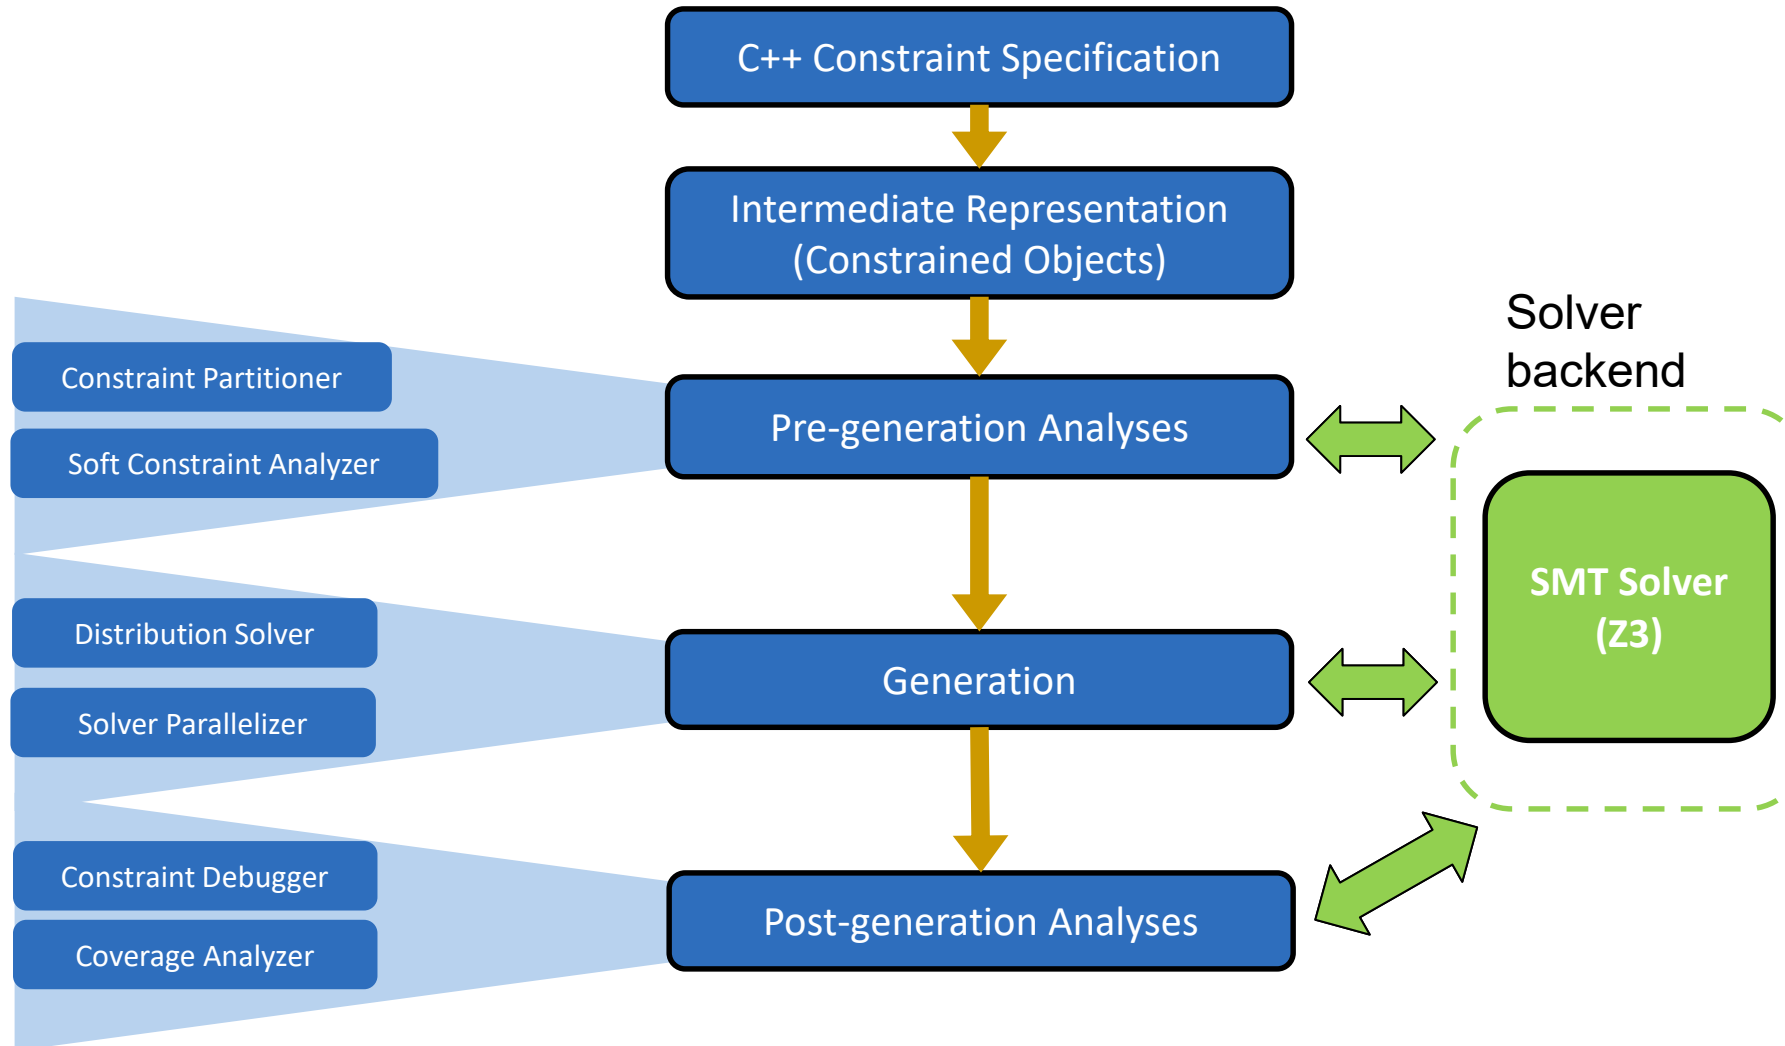 C++ Constraint Specification
Intermediate Representation
(Constrained Objects)
Solver
backend
Constraint Partitioner
Pre-generation Analyses
Soft Constraint Analyzer
SMT Solver
(Z3)
Distribution Solver
Generation
Solver Parallelizer
Constraint Debugger
Post-generation Analyses
Coverage Analyzer